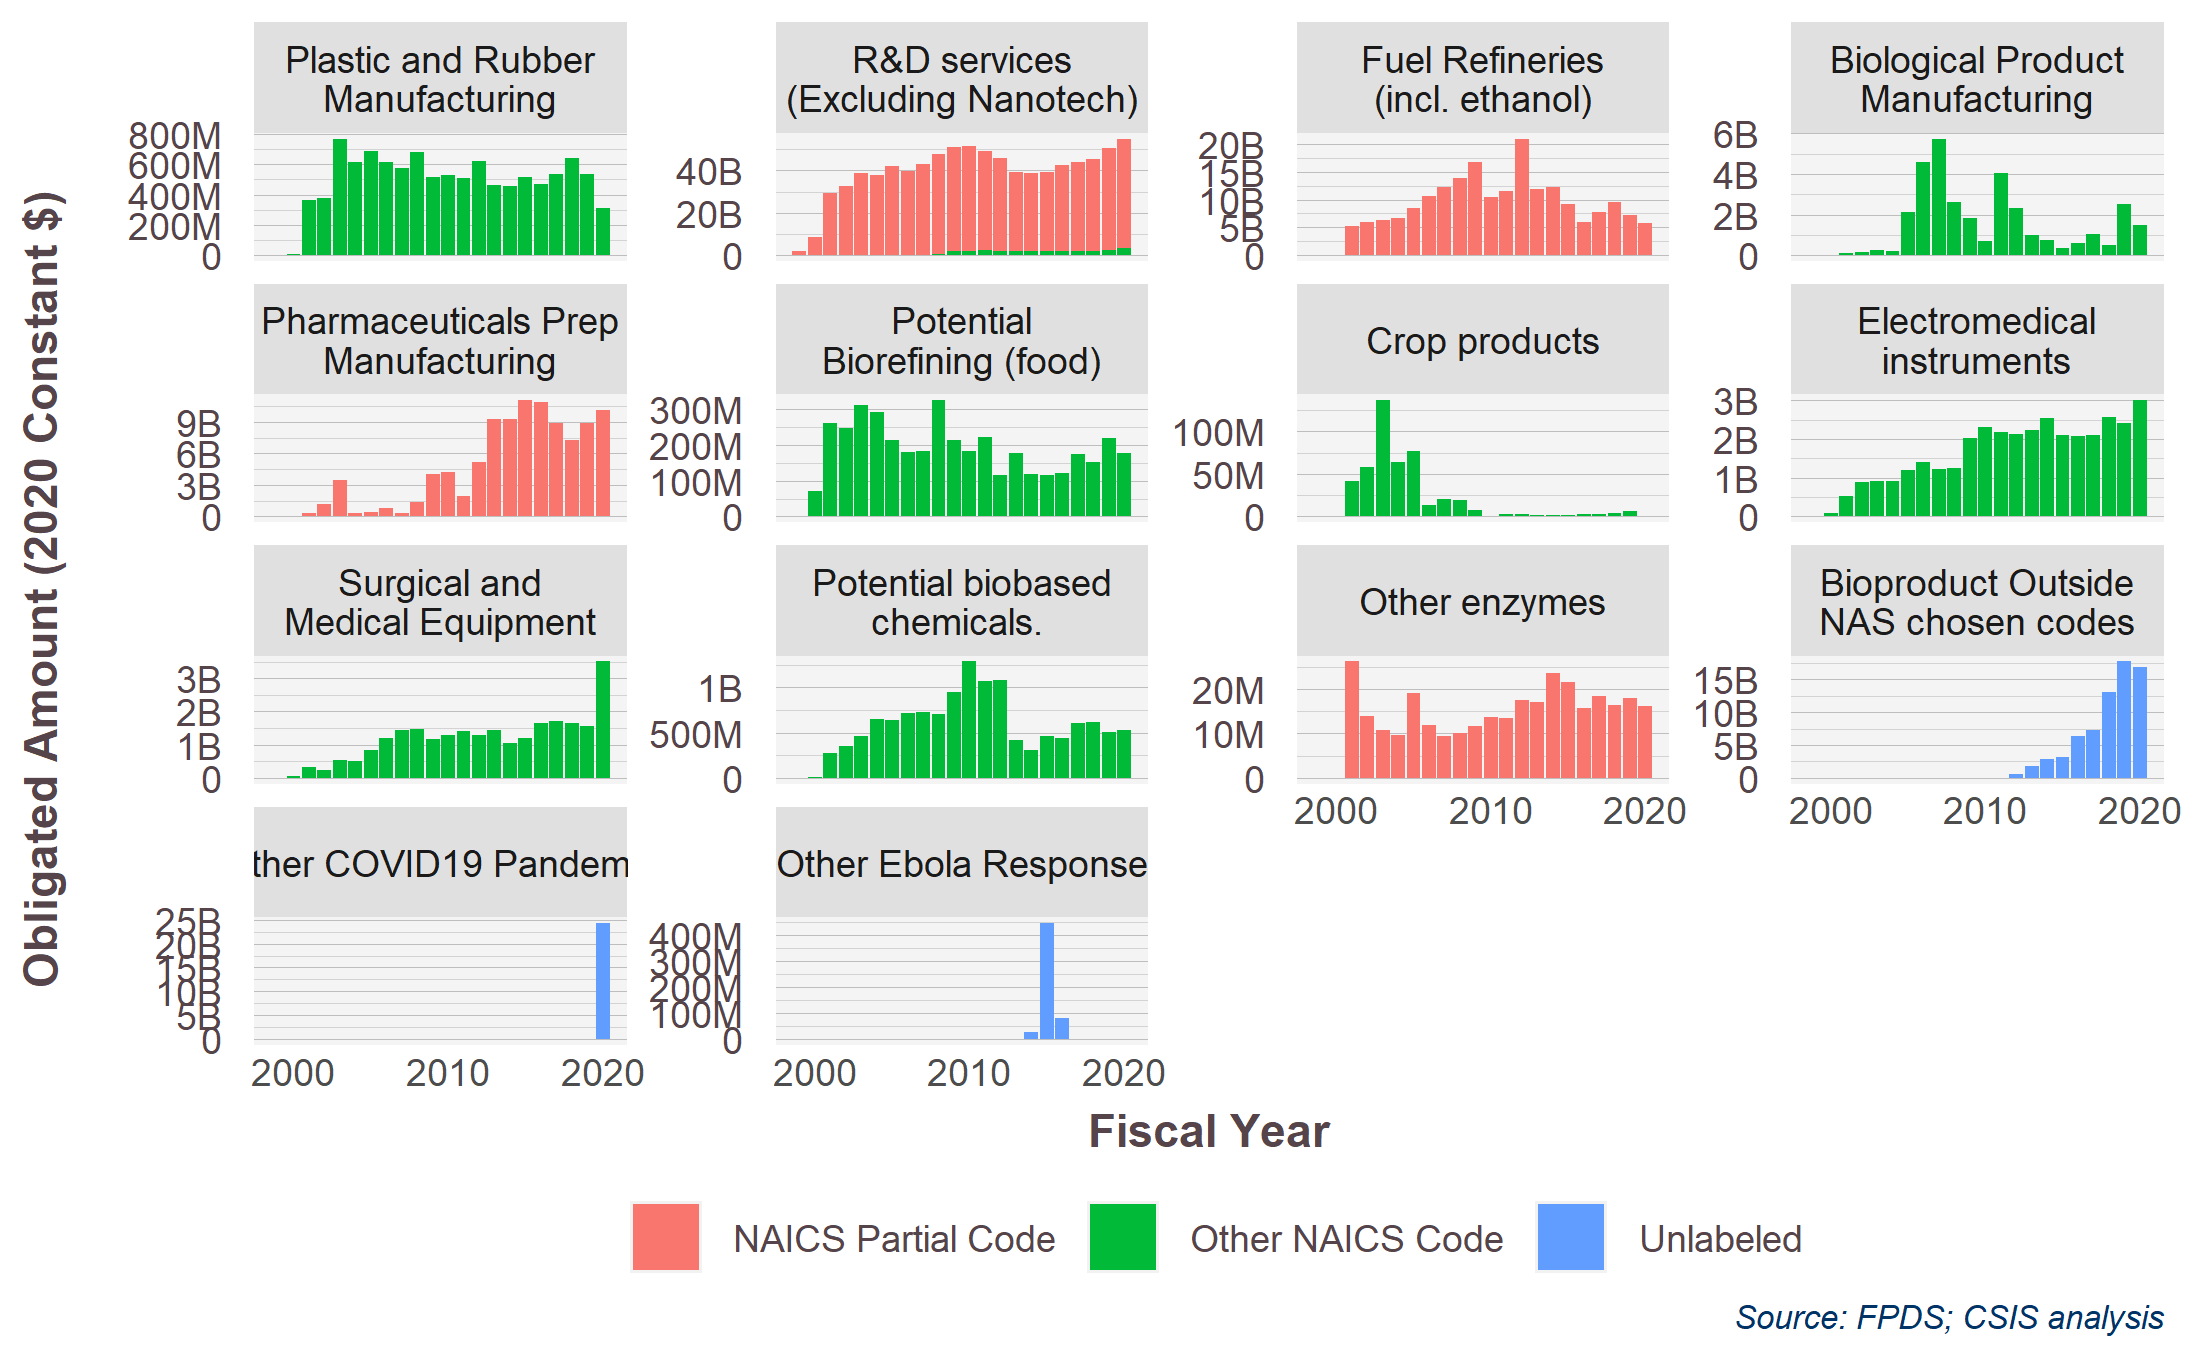 Obligated Amount (2020 Constant $)
Plastic and Rubber
Manufacturing
800M
600M
400M
200M
0
R&D services
(Excluding Nanotech)
40B
20B
0
Fuel Refineries
(incl. ethanol)
20B
15B
10B
5B
0
Biological Product
Manufacturing
6B
4B
2B
0
Pharmaceuticals Prep
Manufacturing
9B
6B
3B
0
Potential
Biorefining (food)
300M
200M
100M
0
Crop products
100M
50M
0
Electromedical
instruments
3B
2B
1B
0
Surgical and
Medical Equipment
3B
2B
1B
0
Potential biobased
chemicals.
1B
500M
0
Other enzymes
20M
10M
0
2000 2010 2020
Bioproduct Outside
NAS chosen codes
15B
10B
5B
0
2000 2010 2020
ther COVID19 Pandem
25B
20B
15B
10B
5B
0
2000 2010 2020
Other Ebola Response
400M
300M
200M
100M
0
2000 2010 2020
Fiscal Year
NAICS Partial Code
Other NAICS Code
Unlabeled
Source: FPDS; CSIS analysis